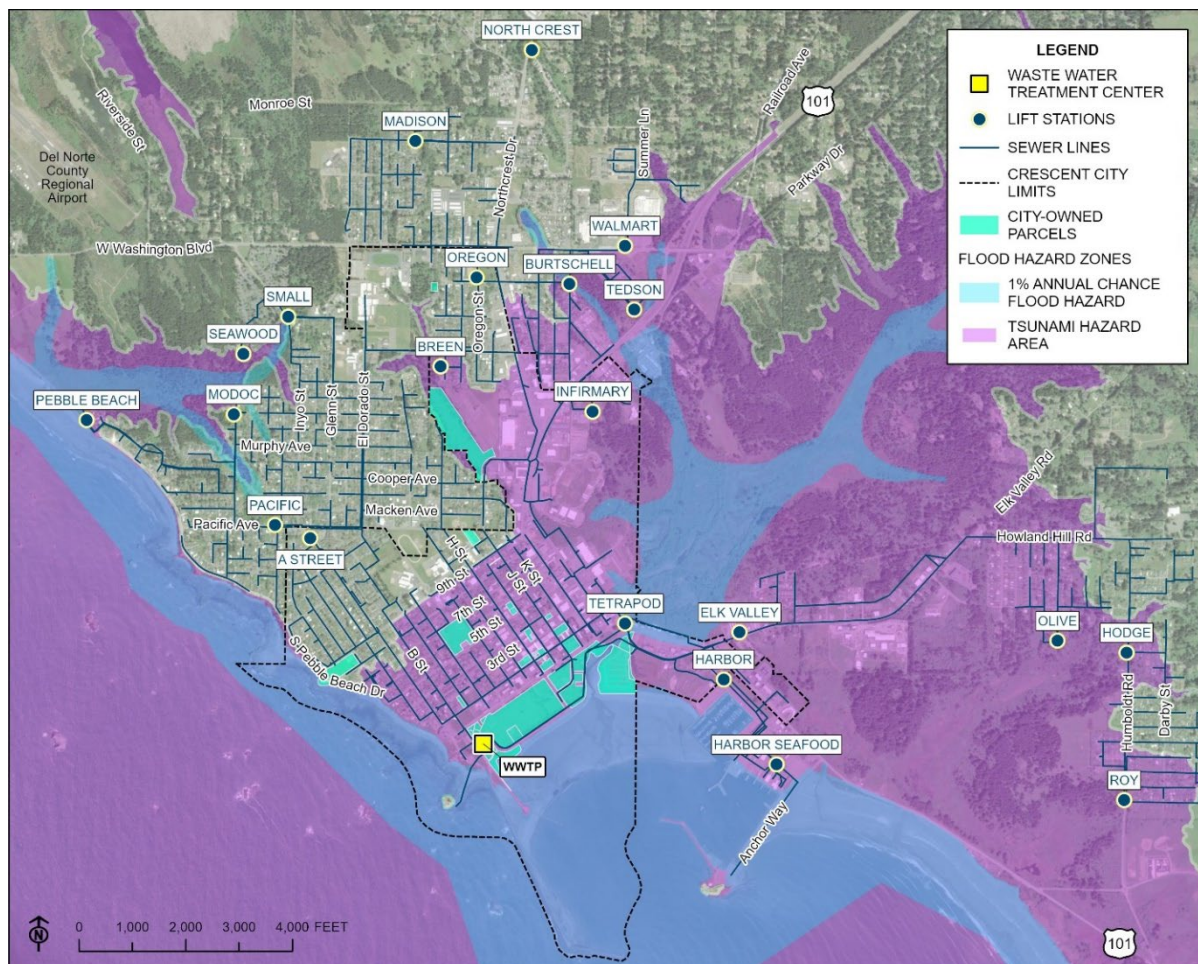 NORTH CREST
Railroad Ave
101
Monroe St
Riverside St
MADISON
Del Norte
County
Regional
Airport
Northcrest Dr
Summer Ln
Parkway Dr
W Washington Blvd
WALMART
OREGON
BURTSCHELL
TEDSON
SMALL
SEAWOOD
BREEN
Oregon St
Inyo St
Glenn St
El Dorado St
PEBBLE BEACH
MODOC
INFIRMARY
Murphy Ave
Cooper Ave
Macken Ave
PACIFIC
Pacific Ave
A STREET
H St
9th St
K St
J St
7th St
5th St
3rd St
B St
S Pebble Beach Dr
TETRAPOD
ELK VALLEY
HARBOR
Elk Valley Rd
Howland Hill Rd
OLIVE
HODGE
Humboldt Rd
Darby St
WWTP
HARBOR SEAFOOD
Anchor Way
ROY
101
LEGEND
WASTE WATER
TREATMENT CENTER
LIFT STATIONS
SEWER LINES
CRESCENT CITY
LIMITS
CITY-OWNED
PARCELS
FLOOD HAZARD ZONES
1% ANNUAL CHANCE
FLOOD HAZARD
TSUNAMI HAZARD
AREA
N
0 1,000 2,000 3,000 4,000 FEET